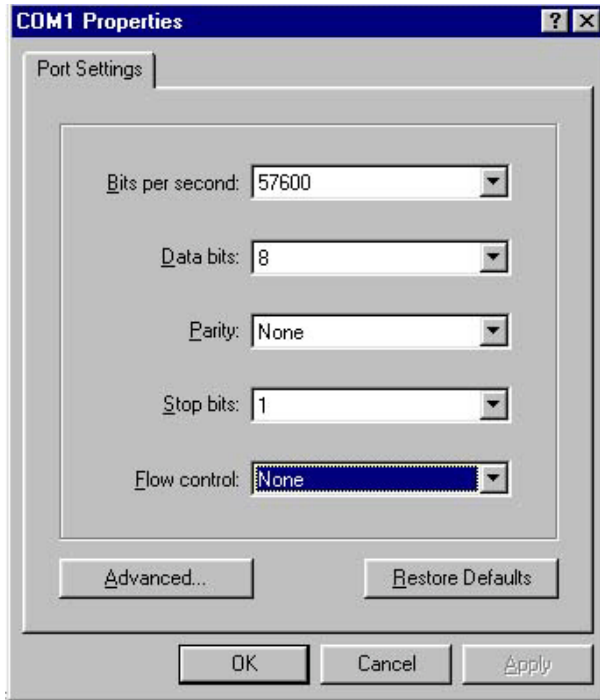 COM1 Properties
Port Settings
Bits per second: 57600
Data bits: 8
Parity: None
Stop bits: 1
Flow control: None
Advanced... Restore Defaults
OK Cancel Apply